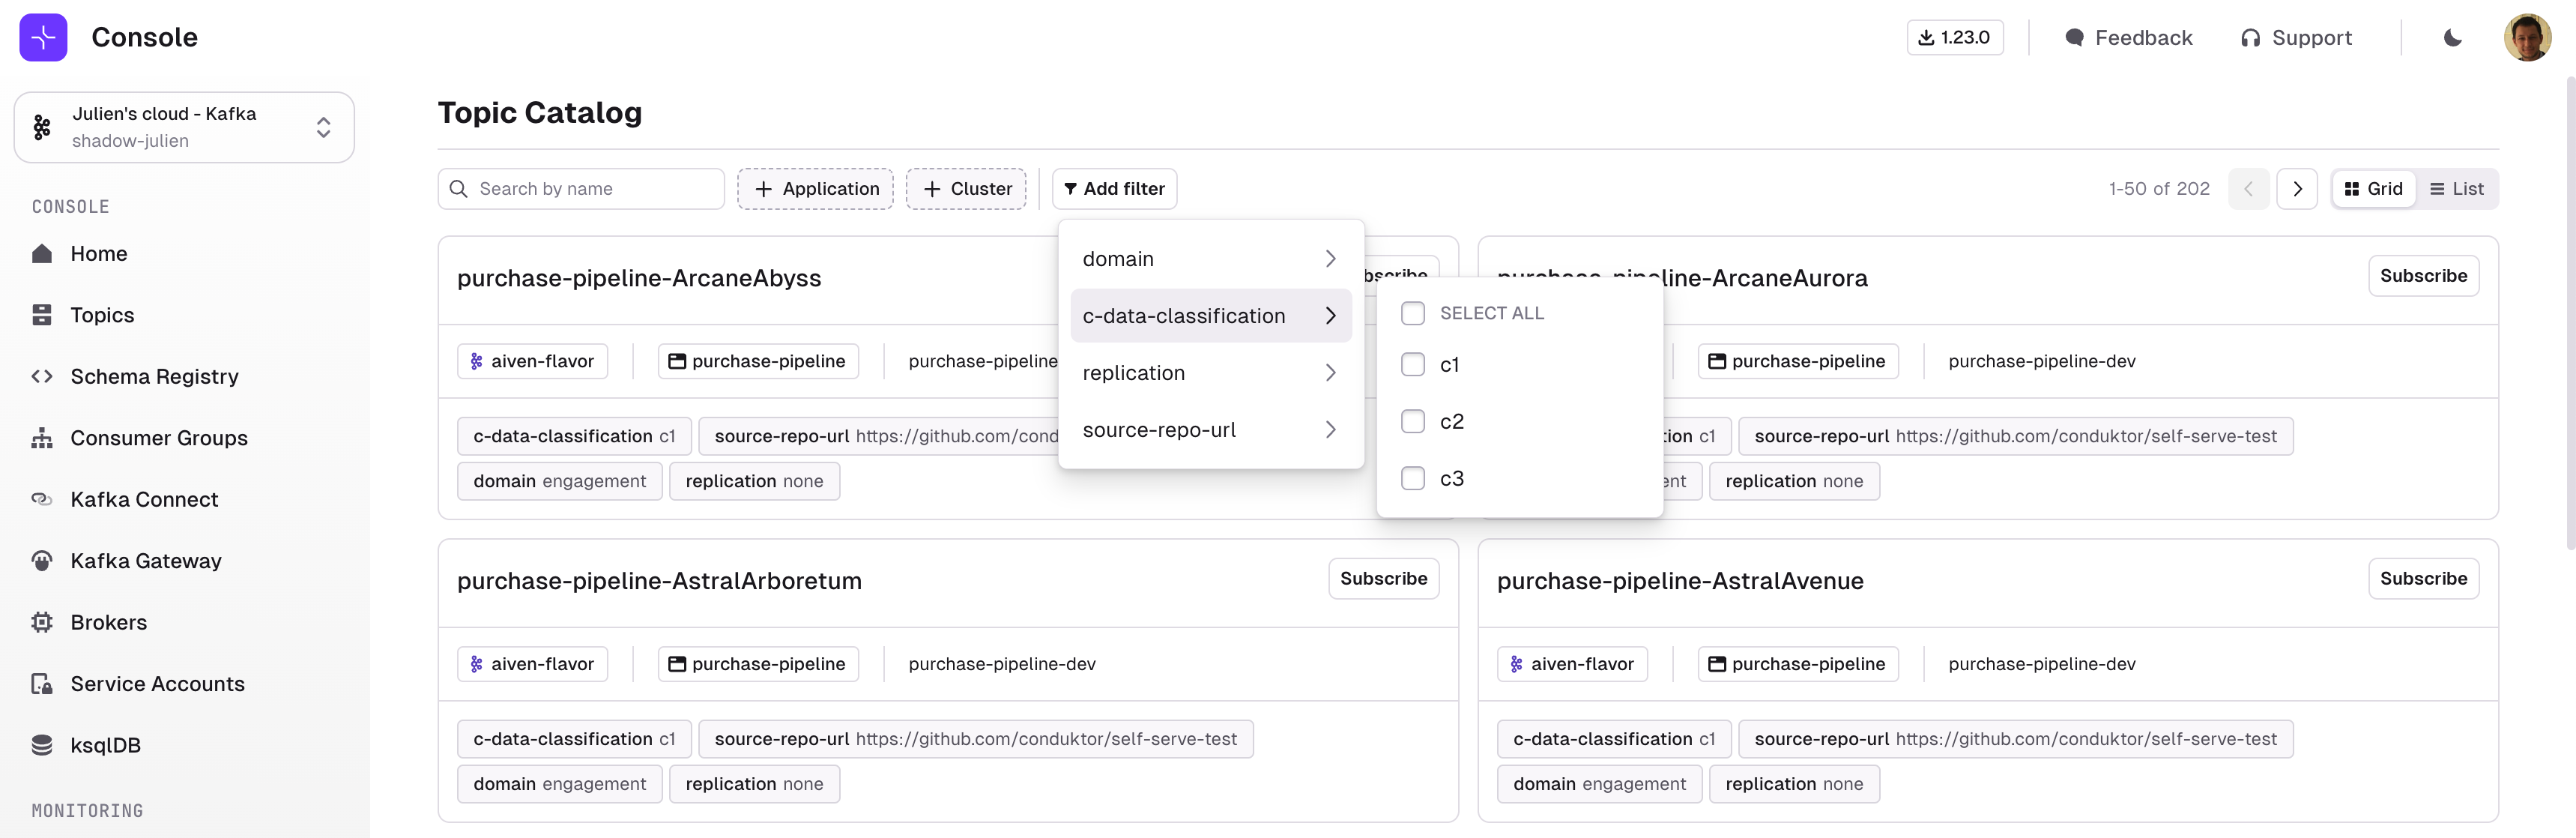 Console
1.23.0
Feedback
Support
Julien's cloud - Kafka
shadow-julien
CONSOLE
Home
Topics
Schema Registry
Consumer Groups
Kafka Connect
Kafka Gateway
Brokers
Service Accounts
ksqlDB
MONITORING
Topic Catalog
Search by name
Application
Cluster
Add filter
1-50 of 202
Grid
List
domain
c-data-classification
replication
source-repo-url
SELECT ALL
c1
c2
c3
purchase-pipeline-ArcaneAbyss
aiven-flavor
purchase-pipeline
purchase-pipeline
c-data-classification c1
source-repo-url https://github.com/cond
domain engagement
replication none
purchase-pipeline-ArcaneAurora
Subscribe
purchase-pipeline
purchase-pipeline-dev
c1
source-repo-url https://github.com/conduktor/self-serve-test
replication none
purchase-pipeline-AstralArboretum
Subscribe
aiven-flavor
purchase-pipeline
purchase-pipeline-dev
c-data-classification c1
source-repo-url https://github.com/conduktor/self-serve-test
domain engagement
replication none
purchase-pipeline-AstralAvenue
Subscribe
aiven-flavor
purchase-pipeline
purchase-pipeline-dev
c-data-classification c1
source-repo-url https://github.com/conduktor/self-serve-test
domain engagement
replication none